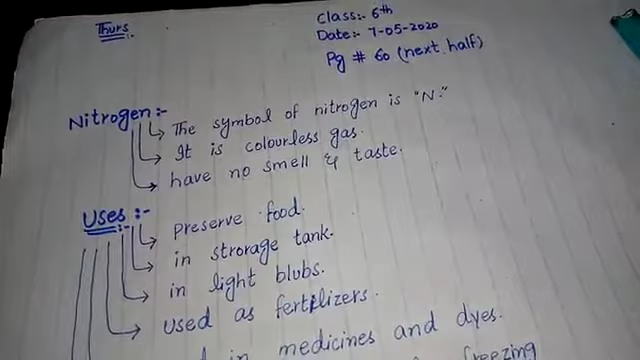 Thurs
Class:- 6th
Date:- 7-05-2020
Pg # 60 (next half)
Nitrogen:-
The symbol of nitrogen is "N."
It is colourless gas.
have no smell & taste.
Uses :-
preserve food.
in strorage tank.
in light blubs.
used as fertilizers.
in medicines and dyes.
freezing